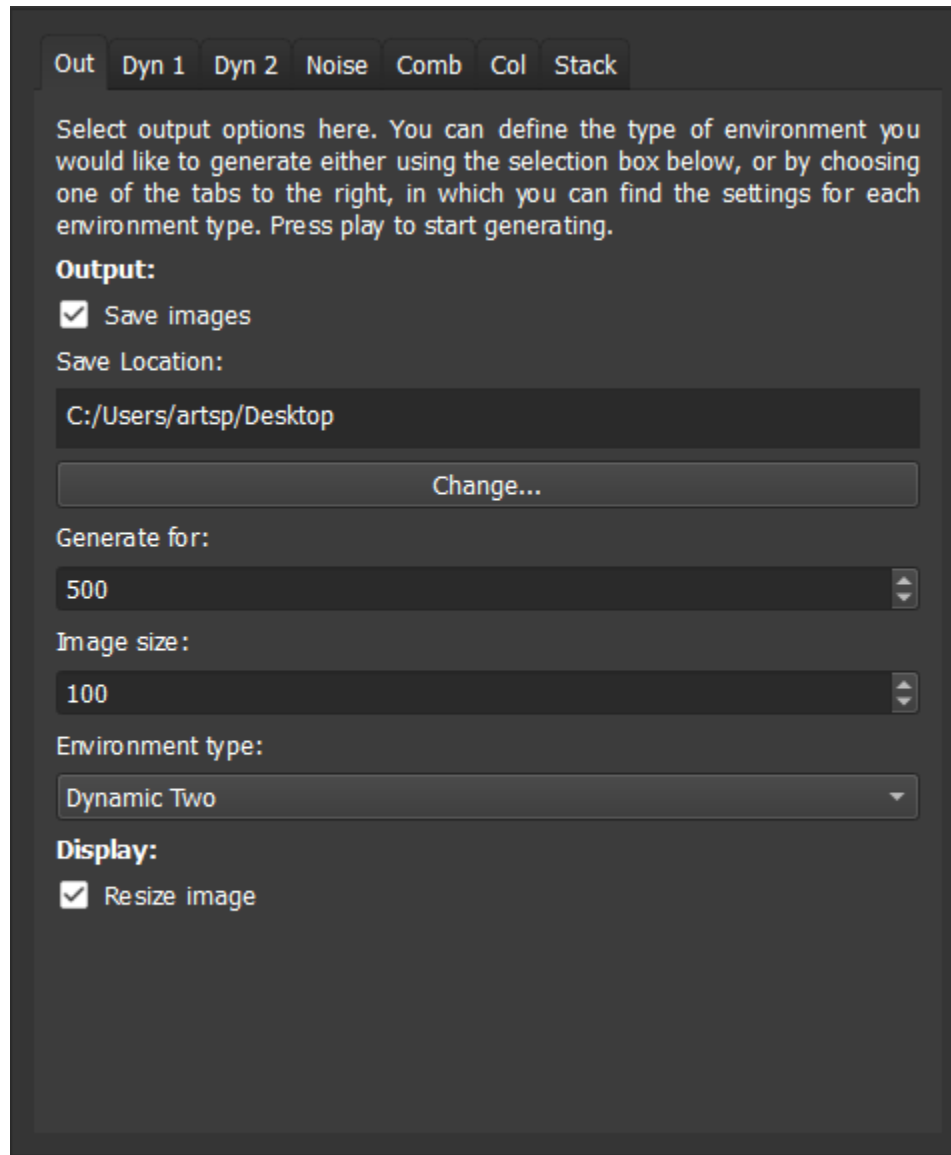 Out Dyn 1 Dyn 2 Noise Comb Col Stack
Select output options here. You can define the type of environment you
would like to generate either using the selection box below, or by choosing
one of the tabs to the right, in which you can find the settings for each
environment type. Press play to start generating.
Output:
Save images
Save Location:
C:/Users/artsp/Desktop
Change...
Generate for:
500
Image size:
100
Environment type:
Dynamic Two
Display:
Resize image